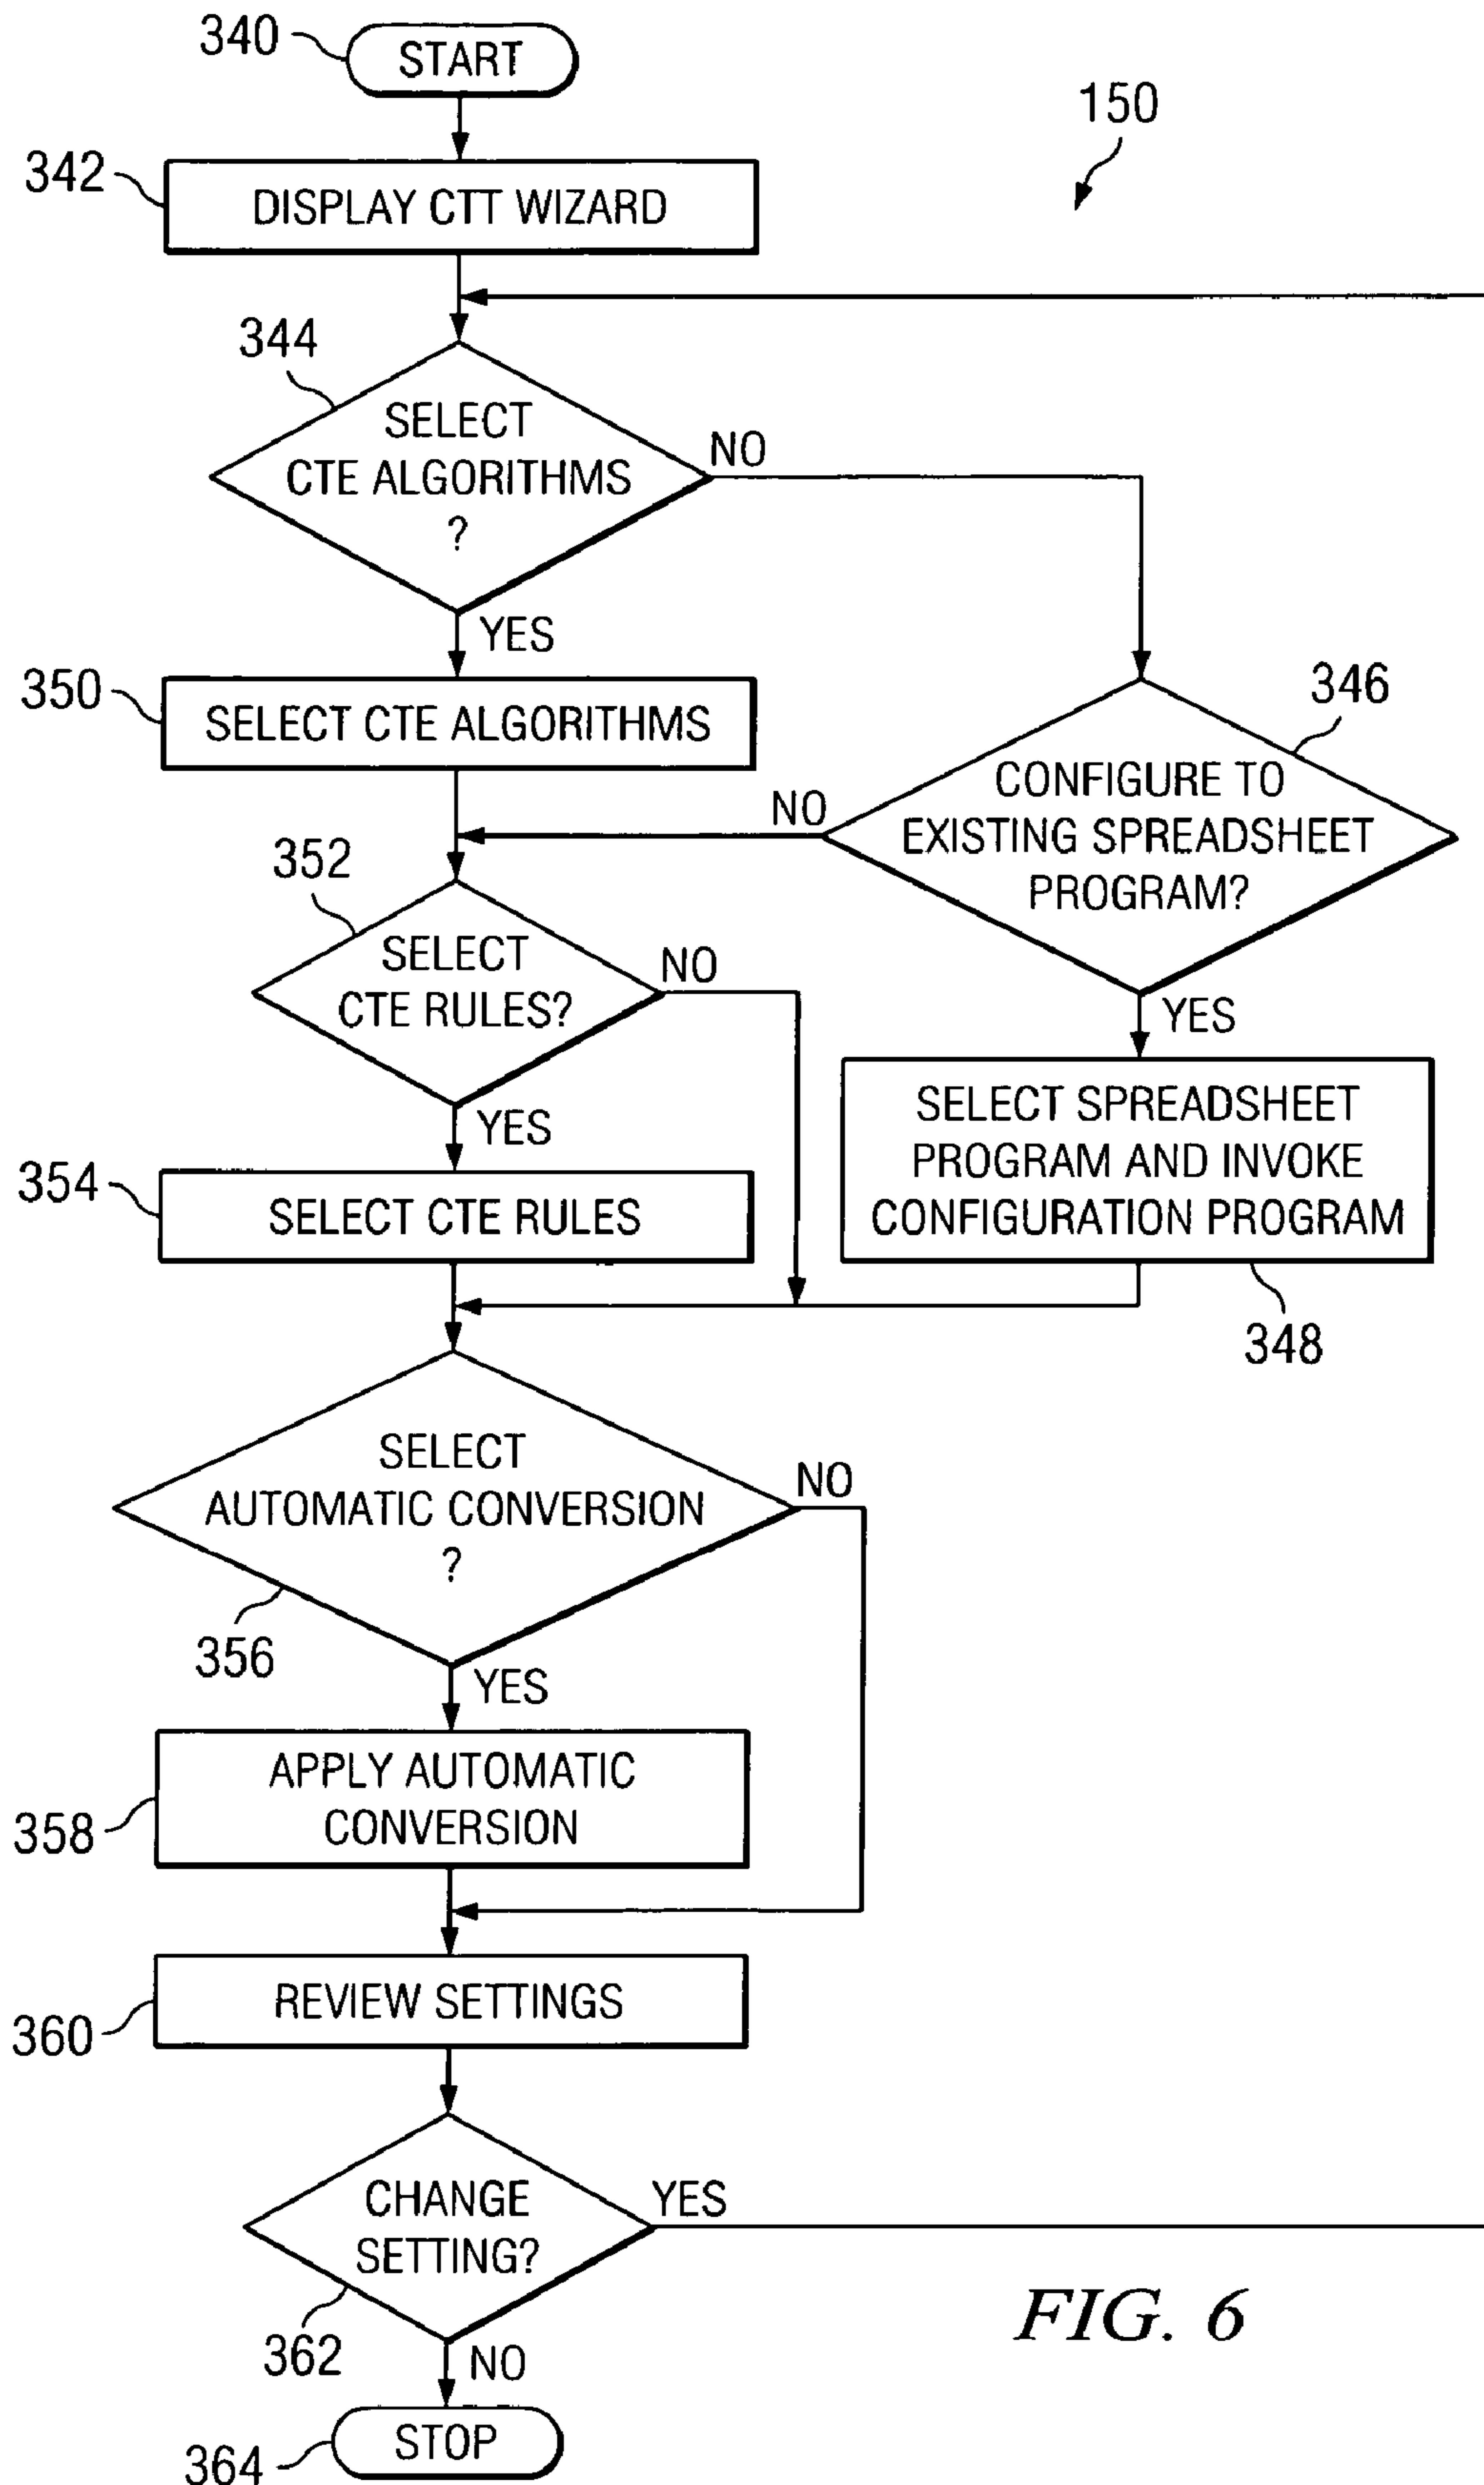 340
START
150
342
DISPLAY CTT WIZARD
344
SELECT
CTE ALGORITHMS
?
NO
YES
350
SELECT CTE ALGORITHMS
346
CONFIGURE TO
EXISTING SPREADSHEET
PROGRAM?
NO
YES
352
SELECT
CTE RULES?
NO
YES
354
SELECT CTE RULES
SELECT SPREADSHEET
PROGRAM AND INVOKE
CONFIGURATION PROGRAM
348
SELECT
AUTOMATIC CONVERSION
?
NO
356
YES
358
APPLY AUTOMATIC
CONVERSION
360
REVIEW SETTINGS
CHANGE
SETTING?
YES
362
NO
FIG. 6
364
STOP